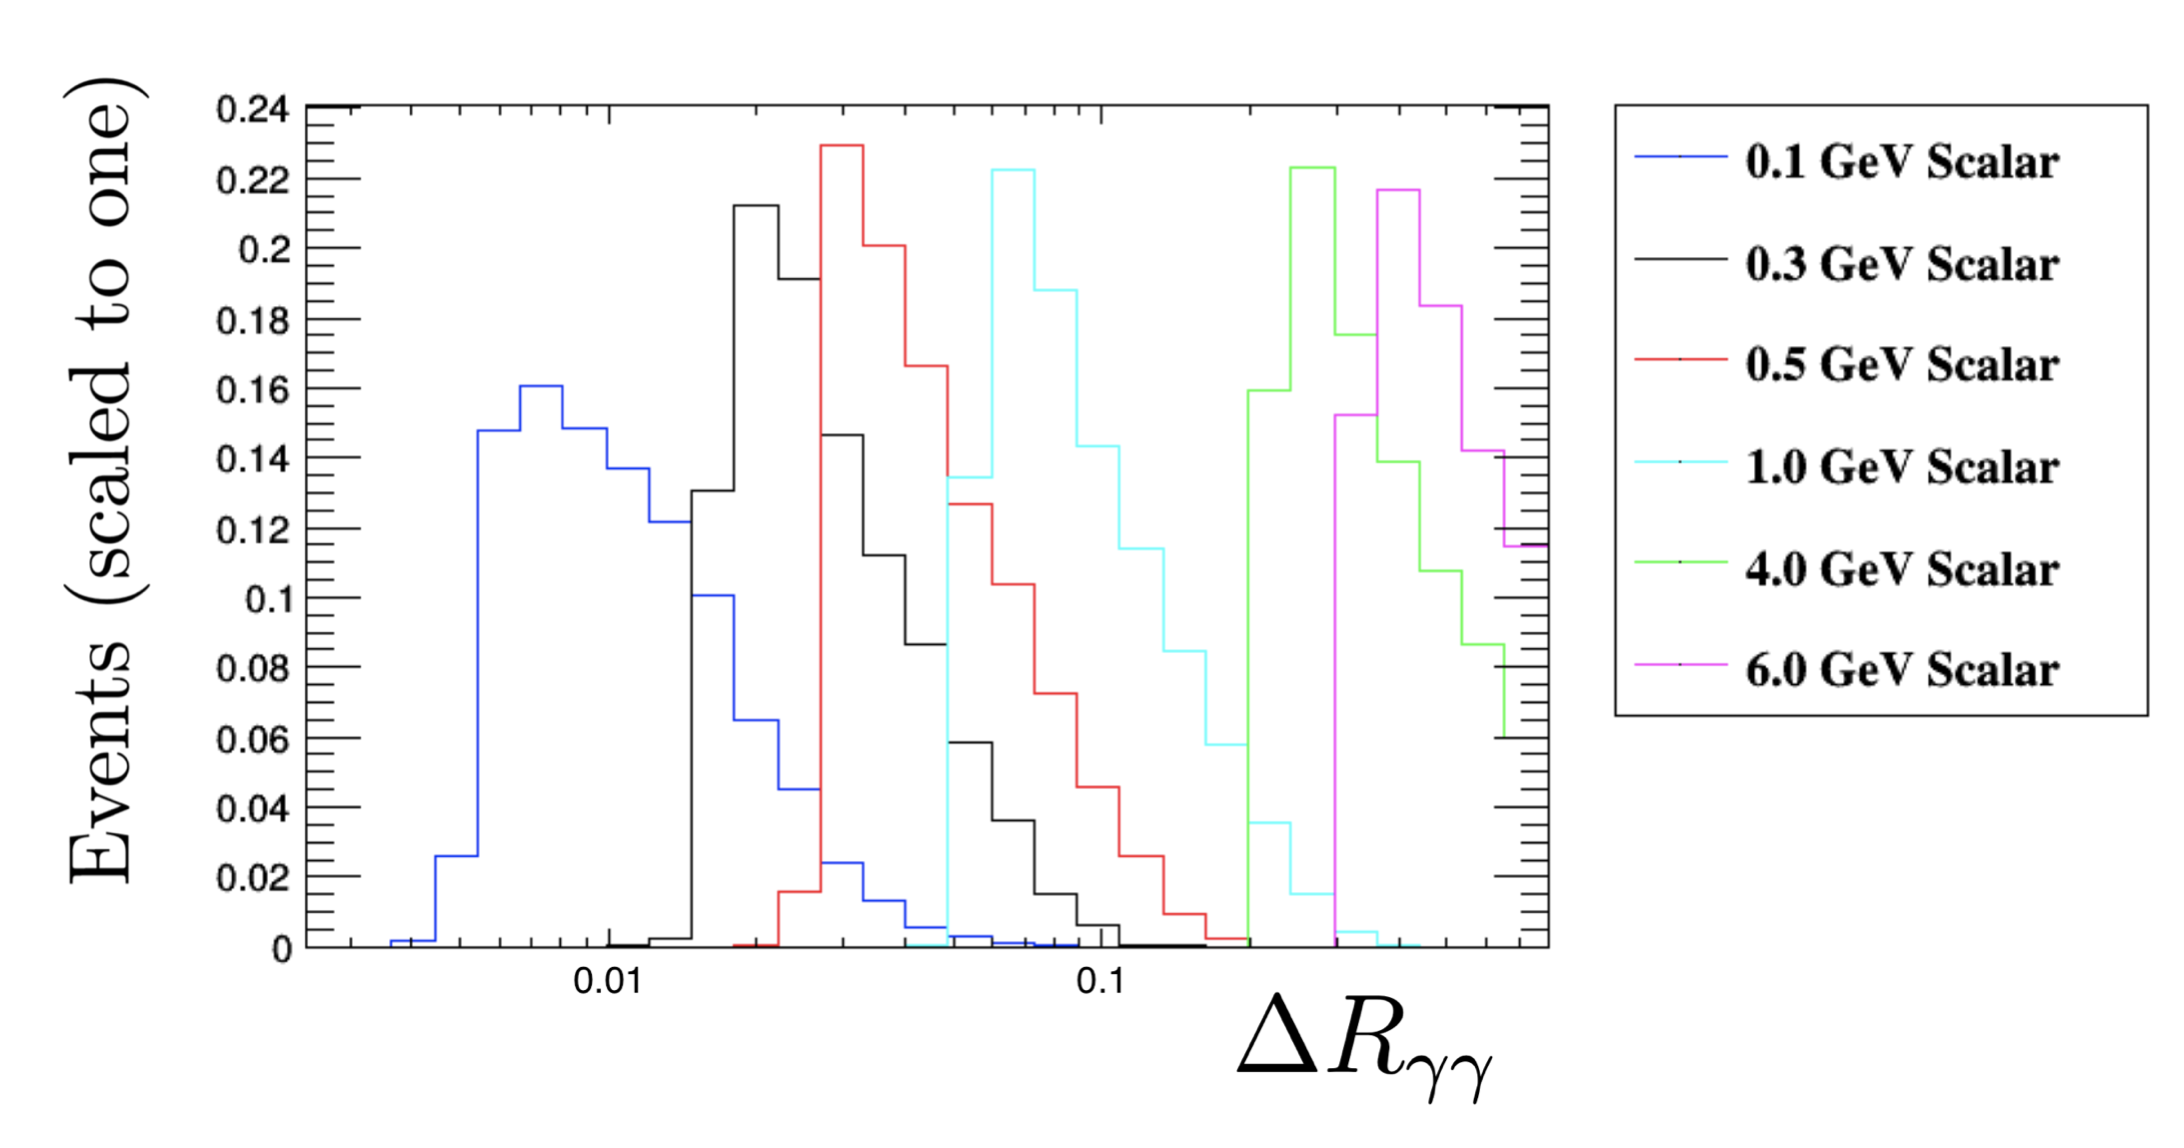 Events (scaled to one)
0.24
0.22
0.2
0.18
0.16
0.14
0.12
0.1
0.08
0.06
0.04
0.02
0
0.01 0.1
ΔRγγ
0.1 GeV Scalar
0.3 GeV Scalar
0.5 GeV Scalar
1.0 GeV Scalar
4.0 GeV Scalar
6.0 GeV Scalar